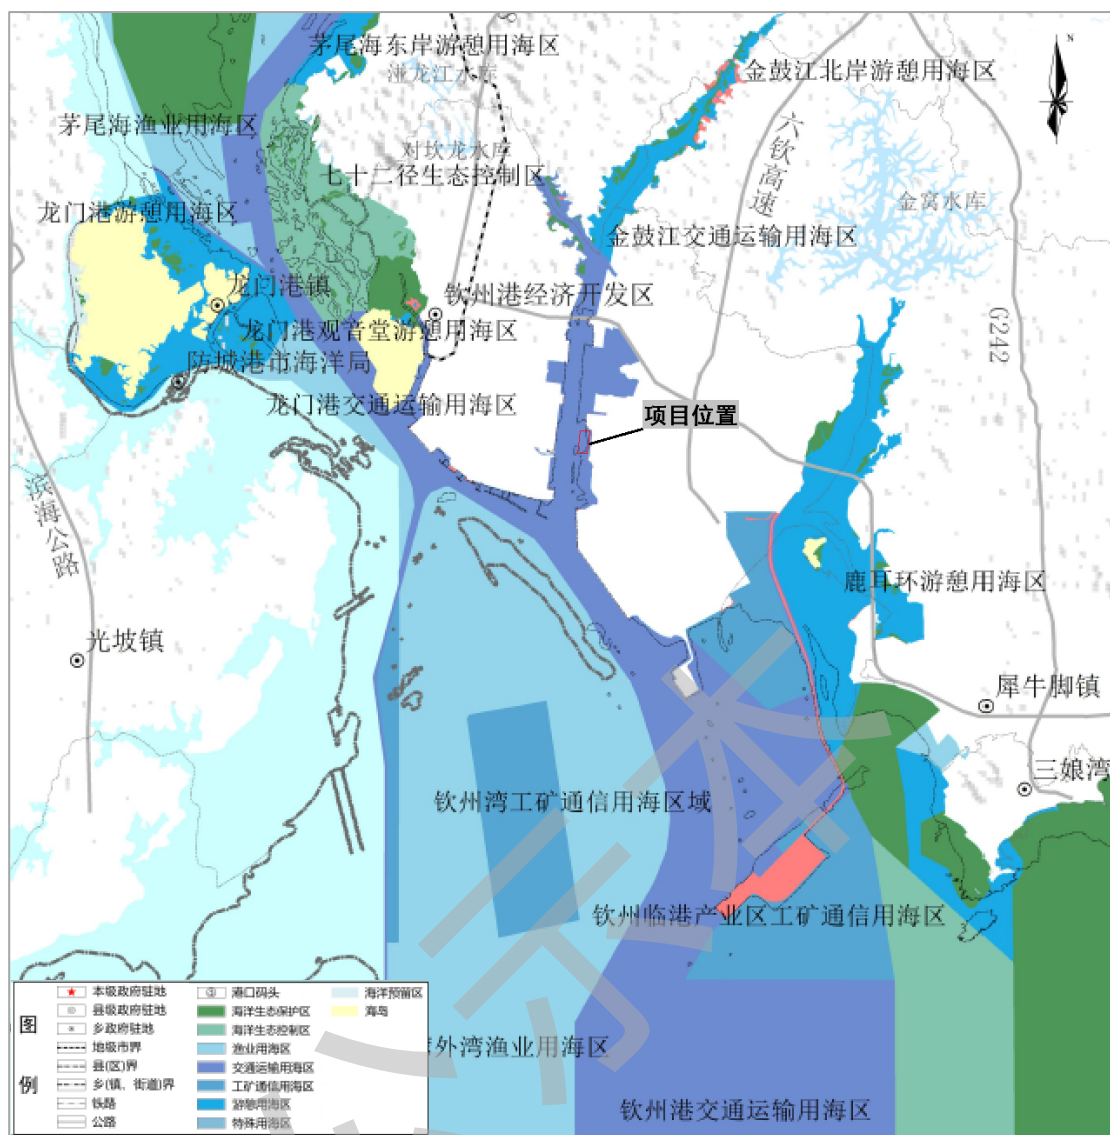 N
茅尾海东岸游憩用海区
湴龙江水库
金鼓江北岸游憩用海区
茅尾海渔业用海区
六钦高速
对坎龙水库
七十二径生态控制区
金窝水库
龙门港游憩用海区
金鼓江交通运输用海区
龙门港镇
钦州港经济开发区
龙门港观音堂游憩用海区
G242
防城港市海洋局
龙门港交通运输用海区
项目位置
滨海公路
鹿耳环游憩用海区
光坡镇
犀牛脚镇
三娘湾
钦州湾工矿通信用海区域
钦州临港产业区工矿通信用海区
湾外湾渔业用海区
钦州港交通运输用海区
图例
本级政府驻地
县级政府驻地
乡政府驻地
地级市界
县(区)界
乡(镇、街道)界
铁路
公路
港口码头
海洋生态保护区
海洋生态控制区
渔业用海区
交通运输用海区
工矿通信用海区
游憩用海区
特殊用海区
海洋预留区
海岛